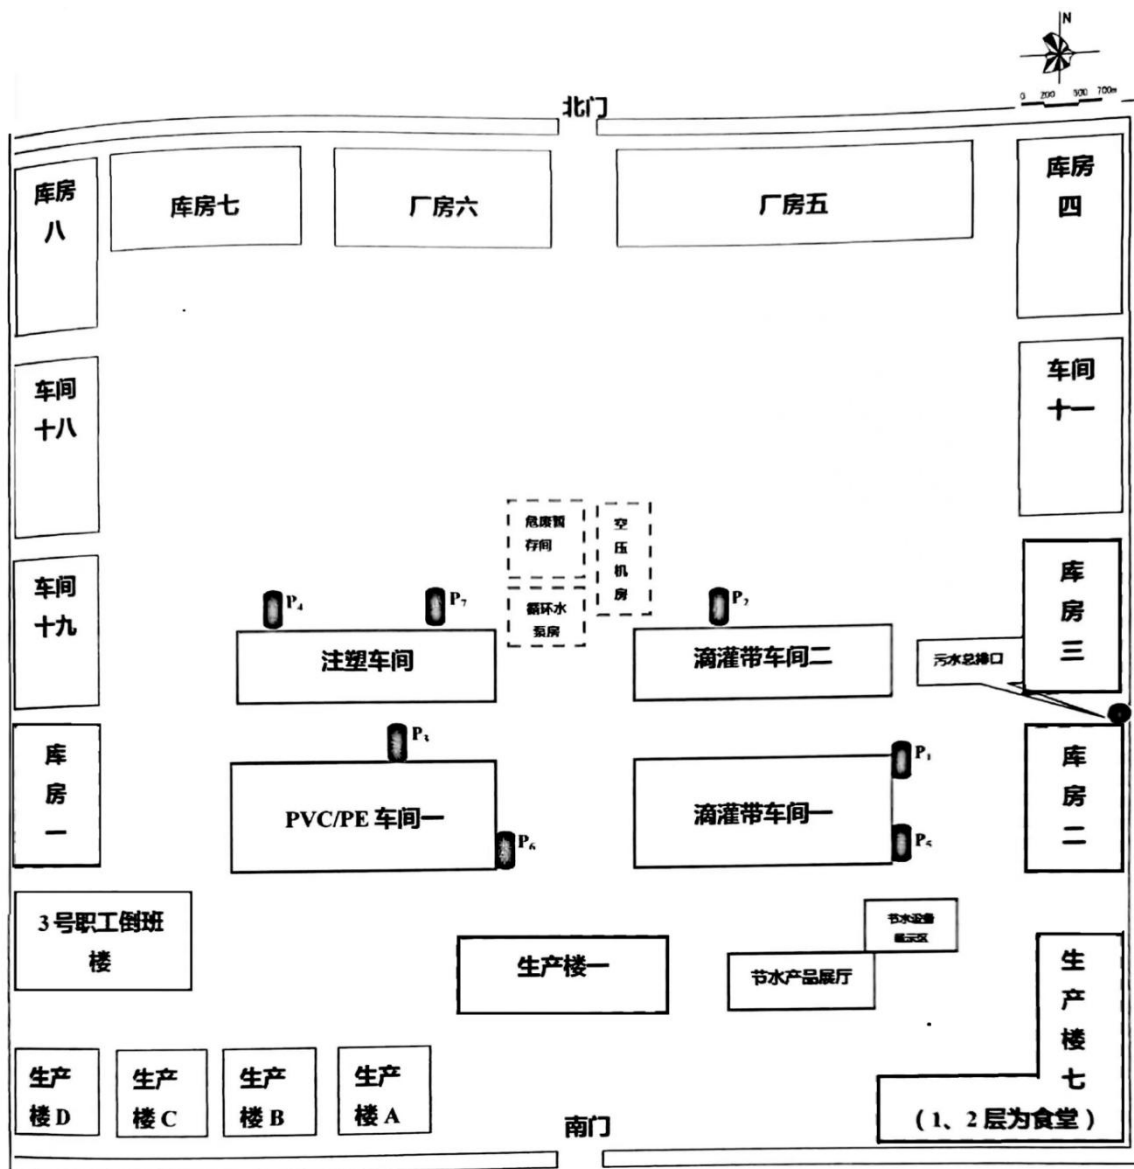 N
0 200 500 700m
北门
库房
八
库房七
厂房六
厂房五
库房
四
车间
十八
车间
十一
危废暂
存间
空
压
机
房
循环水
泵房
车间
十九
P4
P7
P2
库
房
三
注塑车间
滴灌带车间二
污水总排口
P3
P1
库
房
一
PVC/PE 车间一
滴灌带车间一
库
房
二
P6
P5
3 号职工倒班
楼
生产楼一
节水设备
展示区
节水产品展厅
生
产
楼
七
(1、2 层为食堂)
生产
楼 D
生产
楼 C
生产
楼 B
生产
楼 A
南门